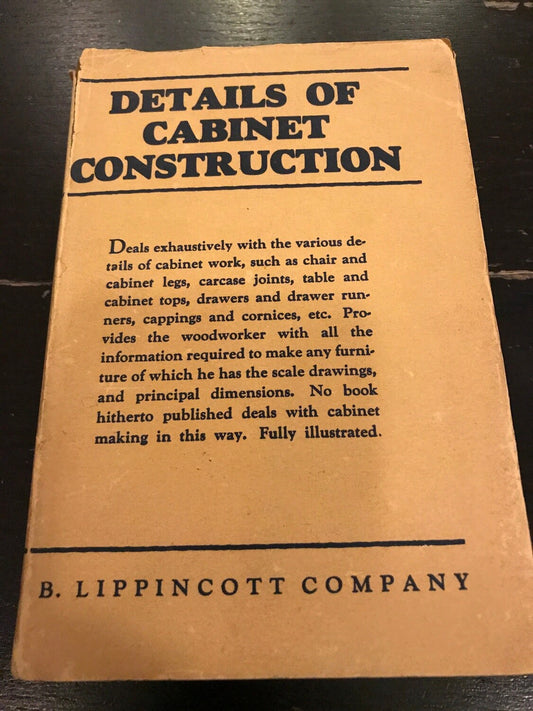 DETAILS OF
CABINET
CONSTRUCTION
Deals exhaustively with the various de-
tails of cabinet work, such as chair and
cabinet legs, carcase joints, table and
cabinet tops, drawers and drawer run-
ners, cappings and cornices, etc. Pro-
vides the woodworker with all the
information required to make any furni-
ture of which he has the scale drawings,
and principal dimensions. No book
hitherto published deals with cabinet
making in this way. Fully illustrated.
B. LIPPINCOTT COMPANY